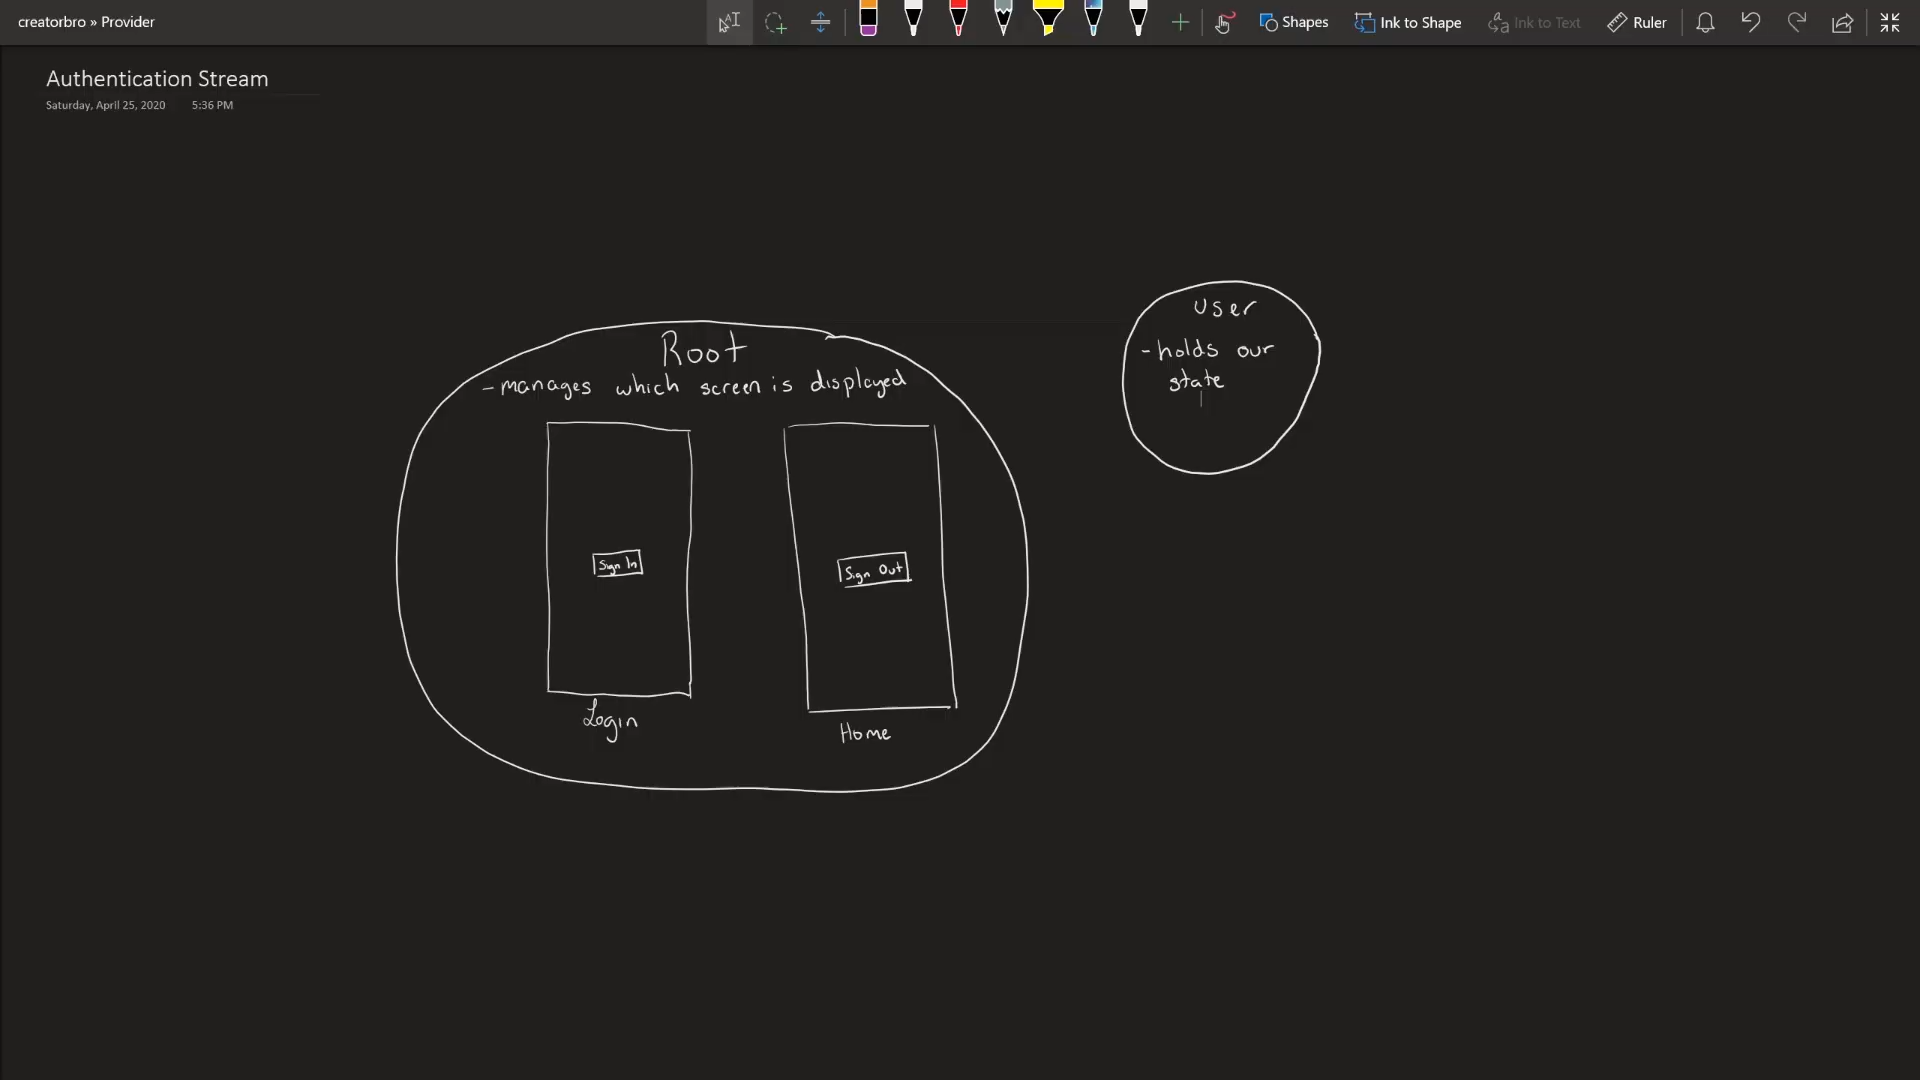 creatorbro » Provider
Shapes
Ink to Shape
Ink to Text
Ruler
Authentication Stream
Saturday, April 25, 2020 5:36 PM
User
- holds our
state
Root
- manages which screen is displayed
Sign In
Sign Out
Login
Home